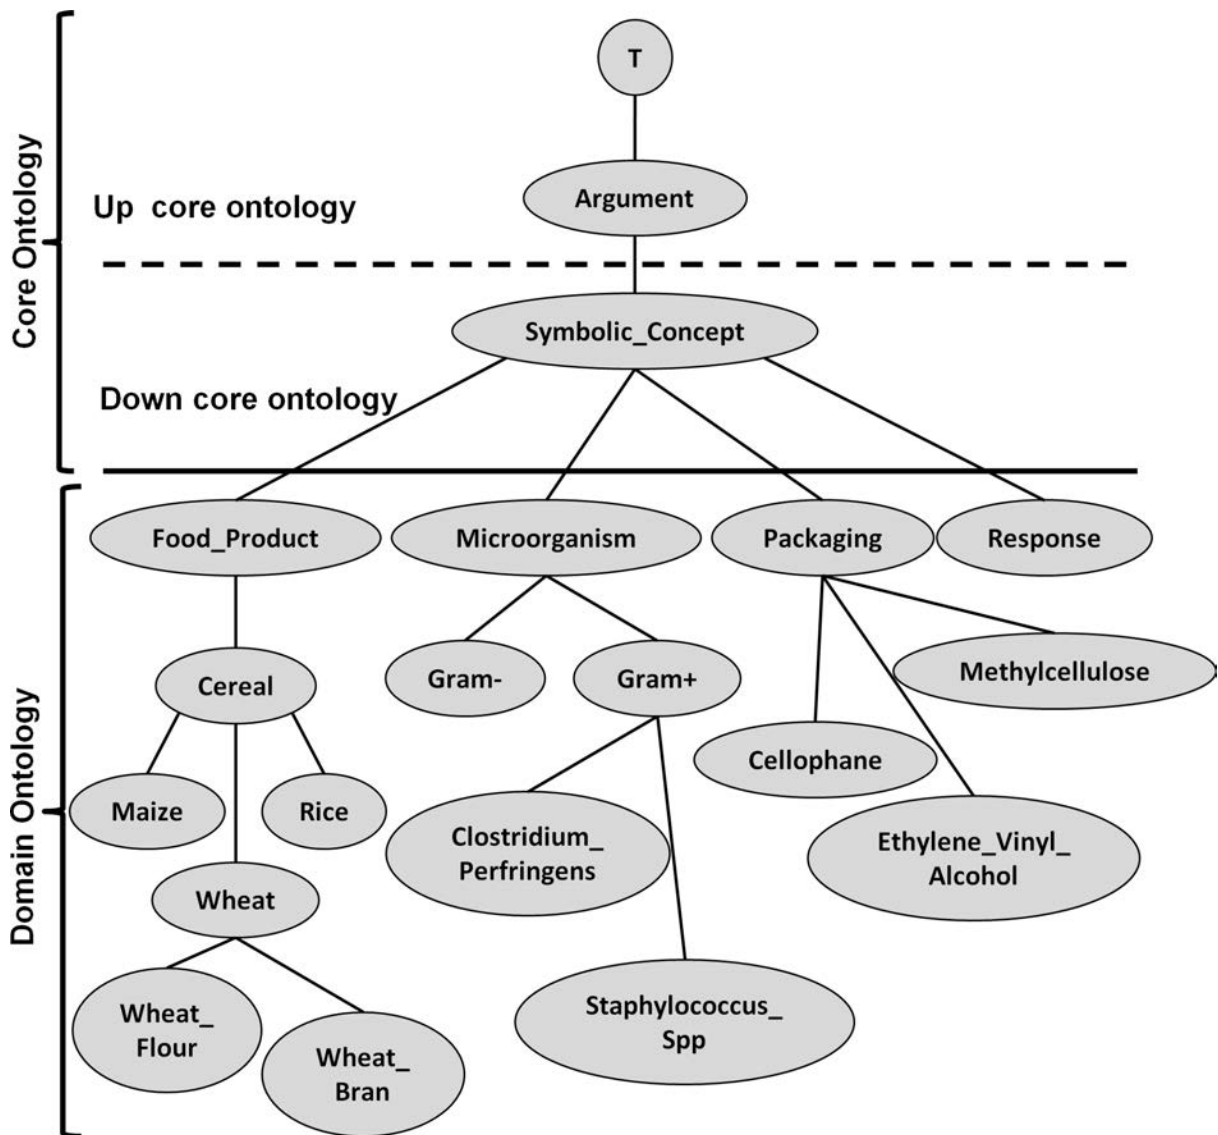 Core Ontology
T
Argument
Up core ontology
Symbolic_Concept
Down core ontology
Domain Ontology
Food_Product
Microorganism
Packaging
Response
Cereal
Gram-
Gram+
Methylcellulose
Cellophane
Maize
Rice
Clostridium_
Perfringens
Ethylene_Vinyl_
Alcohol
Wheat
Wheat_
Flour
Wheat_
Bran
Staphylococcus_
Spp